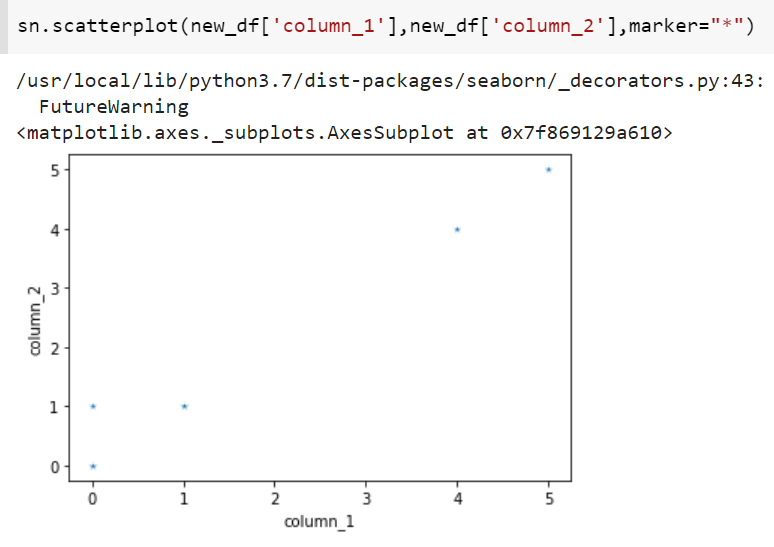 sn.scatterplot(new_df['column_1'],new_df['column_2'],marker="*")
/usr/local/lib/python3.7/dist-packages/seaborn/_decorators.py:43:
FutureWarning
<matplotlib.axes._subplots.AxesSubplot at 0x7f869129a610>
5
4
3
2
1
0
column_2
0 1 2 3 4 5
column_1